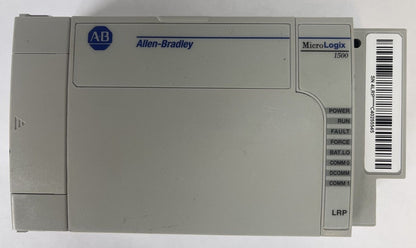 AB
Allen-Bradley
MicroLogix
1500
POWER
RUN
FAULT
FORCE
BAT.LO
COMM 0
DCOMM
COMM 1
LRP